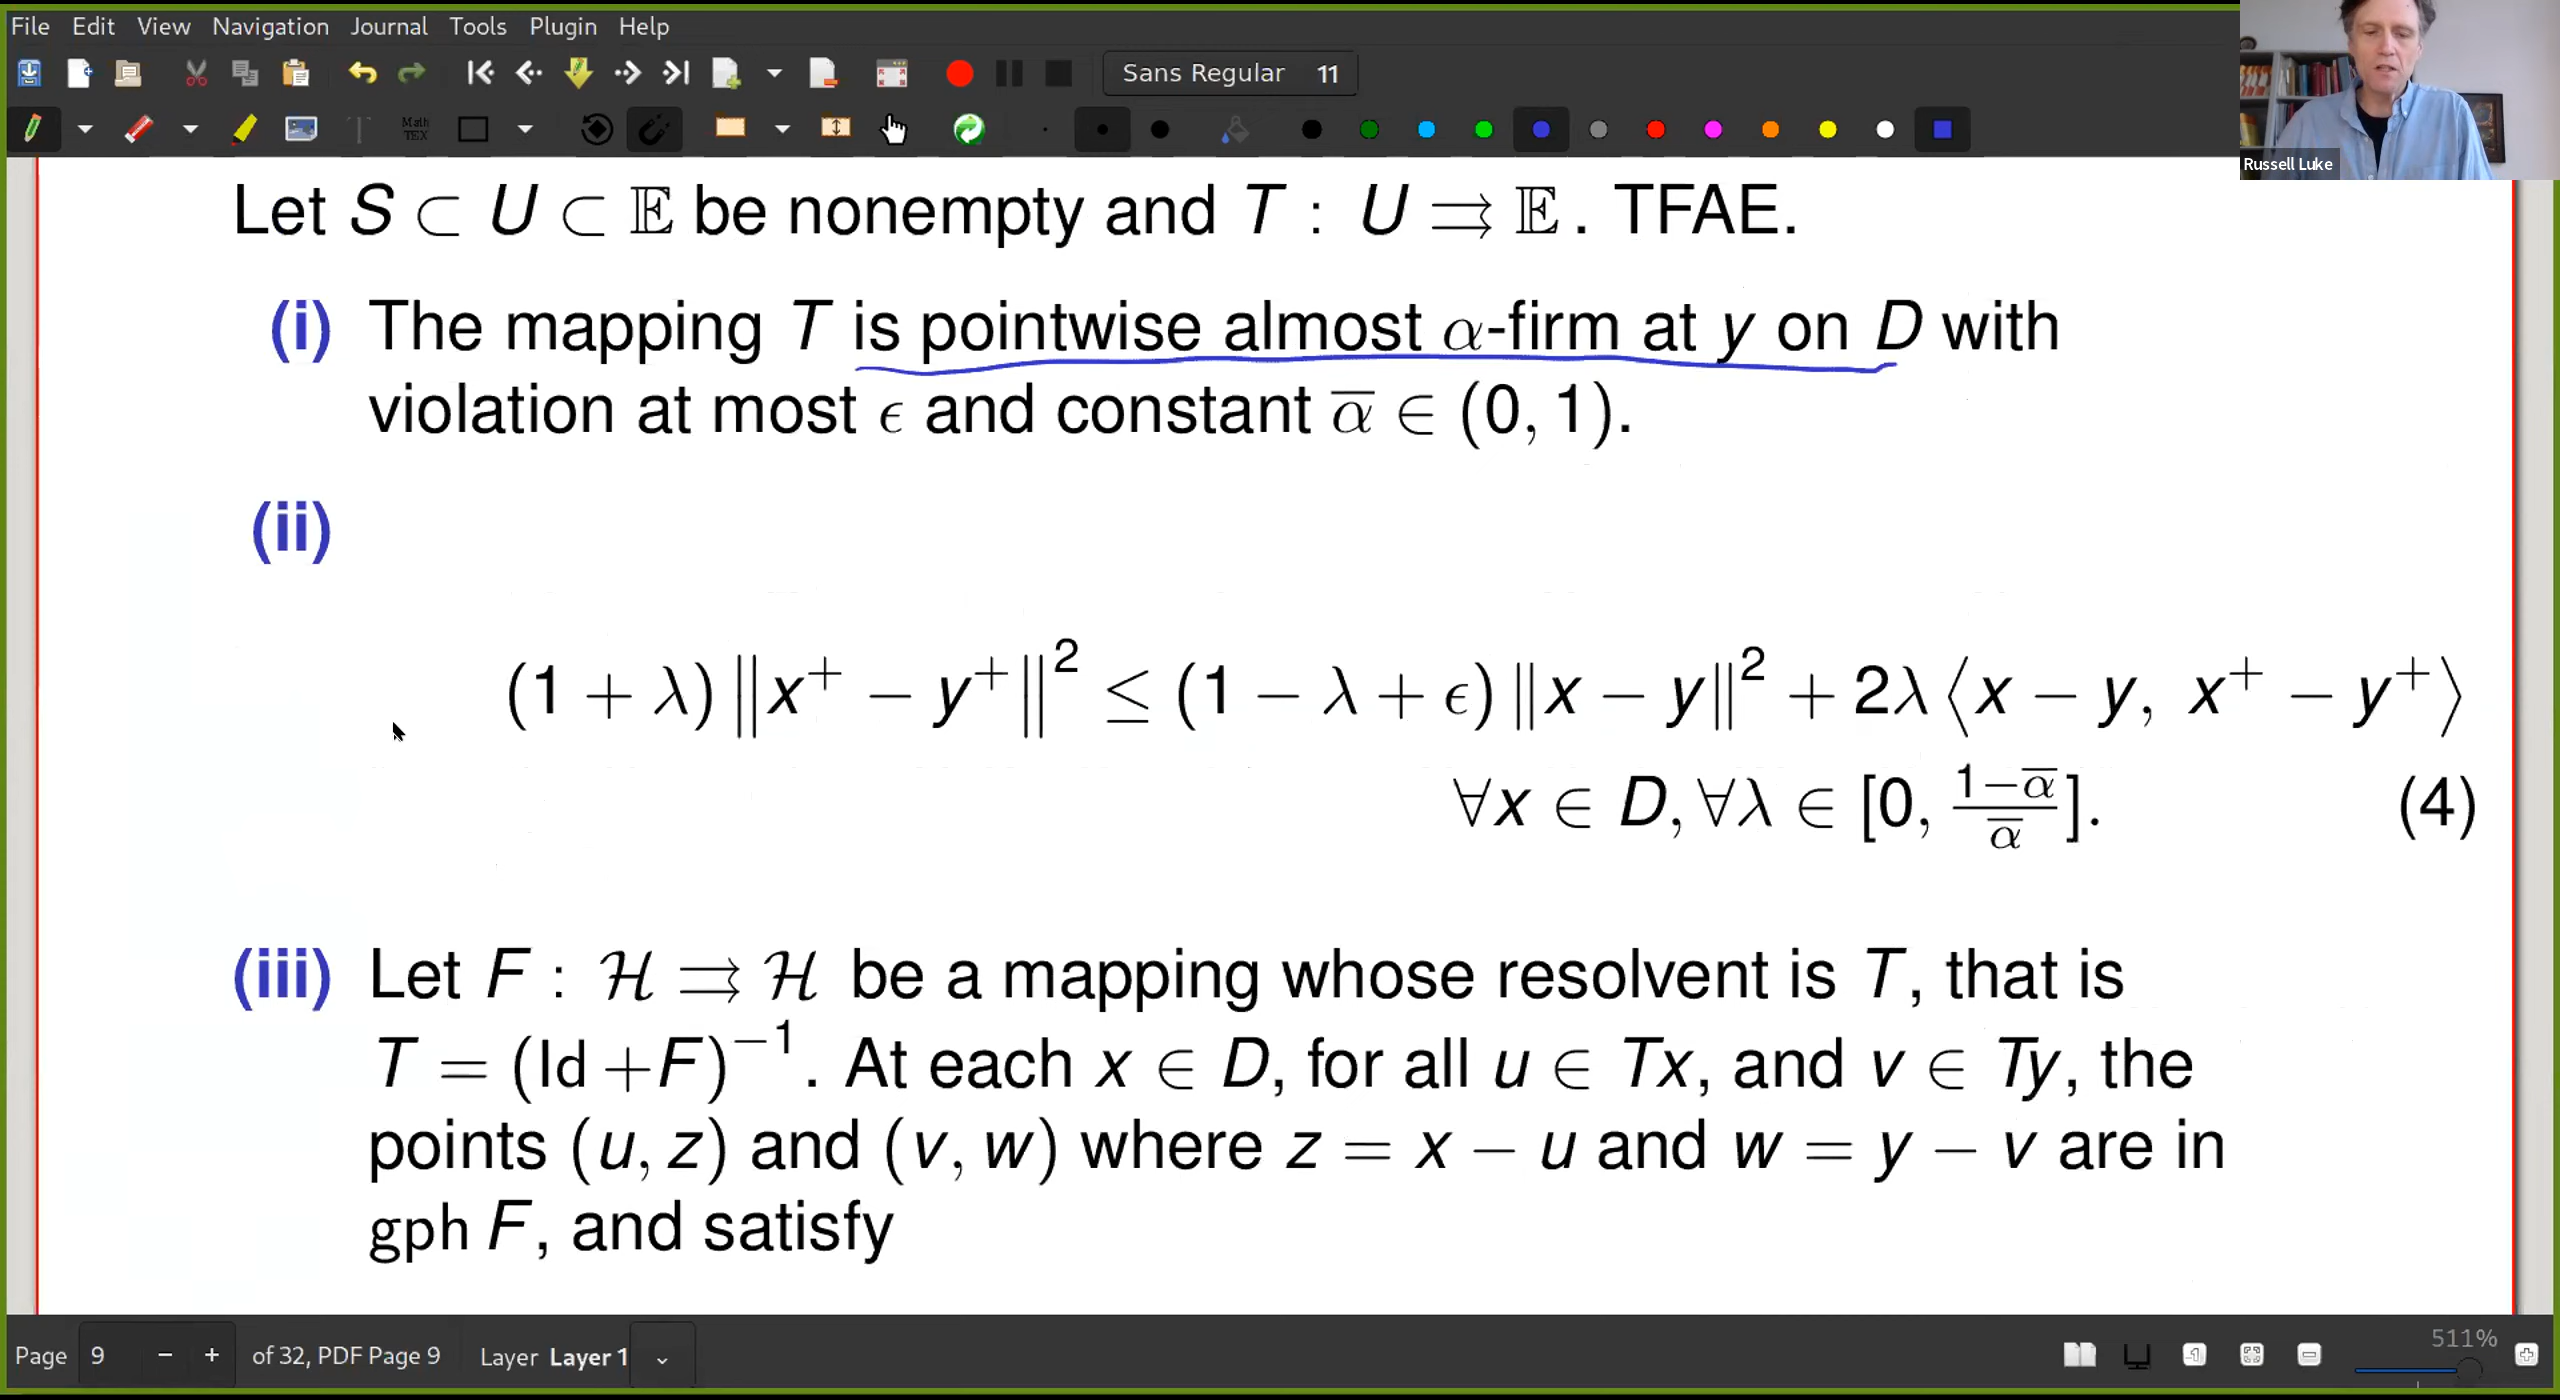 File Edit View Navigation Journal Tools Plugin Help
Sans Regular 11
Math TEX
Russell Luke
Let S ⊂ U ⊂ 𝔼 be nonempty and T : U ⇉ 𝔼. TFAE.
(i) The mapping T is pointwise almost α-firm at y on D with
violation at most ϵ and constant α̅ ∈ (0, 1).
(ii)
(1 + λ) ‖x⁺ − y⁺‖² ≤ (1 − λ + ϵ) ‖x − y‖² + 2λ ⟨x − y, x⁺ − y⁺⟩
∀x ∈ D, ∀λ ∈ [0, (1−α̅)/α̅]. (4)
(iii) Let F : ℋ ⇉ ℋ be a mapping whose resolvent is T, that is
T = (Id +F)⁻¹. At each x ∈ D, for all u ∈ Tx, and v ∈ Ty, the
points (u, z) and (v, w) where z = x − u and w = y − v are in
gph F, and satisfy
Page 9 − + of 32, PDF Page 9 Layer Layer 1 511%